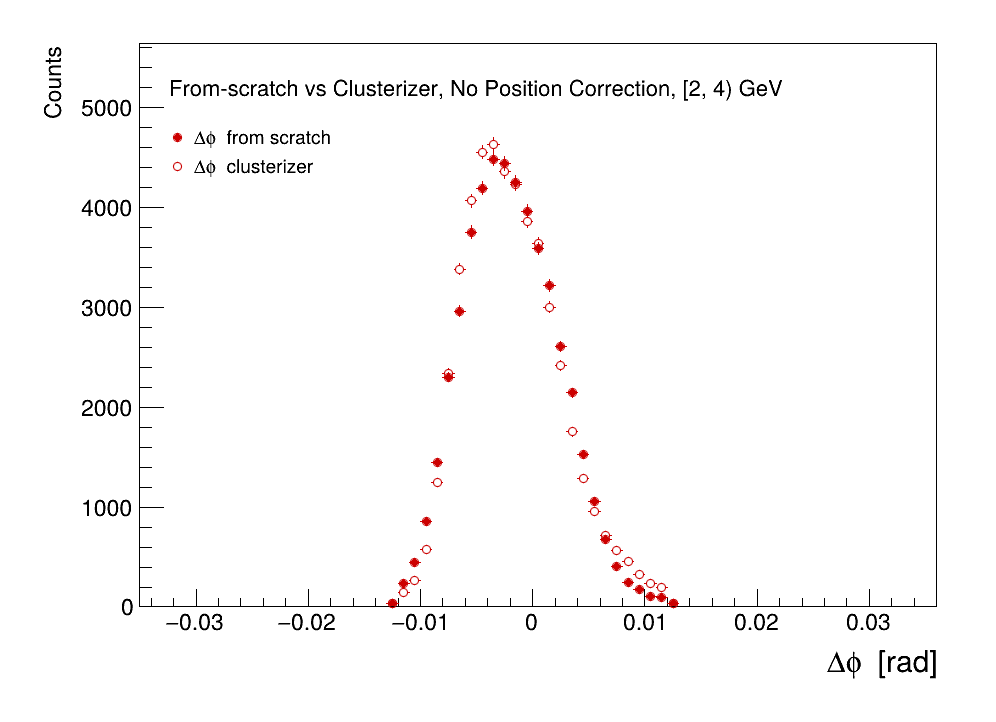 Counts
From-scratch vs Clusterizer, No Position Correction, [2, 4) GeV
Δϕ from scratch
Δϕ clusterizer
5000
4000
3000
2000
1000
0
−0.03 −0.02 −0.01 0 0.01 0.02 0.03
Δϕ [rad]